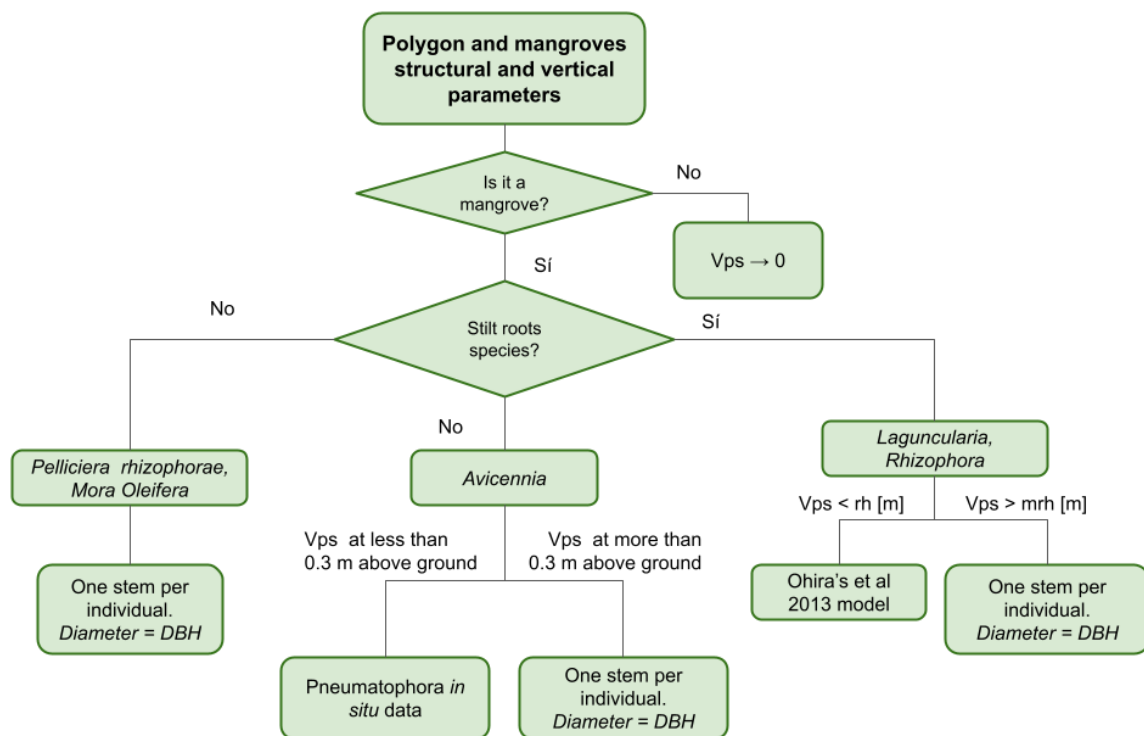 Polygon and mangroves
structural and vertical
parameters
Is it a
mangrove?
No
Vps → 0
Sí
No
Stilt roots
species?
Sí
No
Pelliciera rhizophorae,
Mora Oleifera
Avicennia
Laguncularia,
Rhizophora
Vps at less than
0.3 m above ground
Vps at more than
0.3 m above ground
Vps < rh [m]
Vps > mrh [m]
One stem per
individual.
Diameter = DBH
Ohira's et al
2013 model
One stem per
individual.
Diameter = DBH
Pneumatophora in
situ data
One stem per
individual.
Diameter = DBH